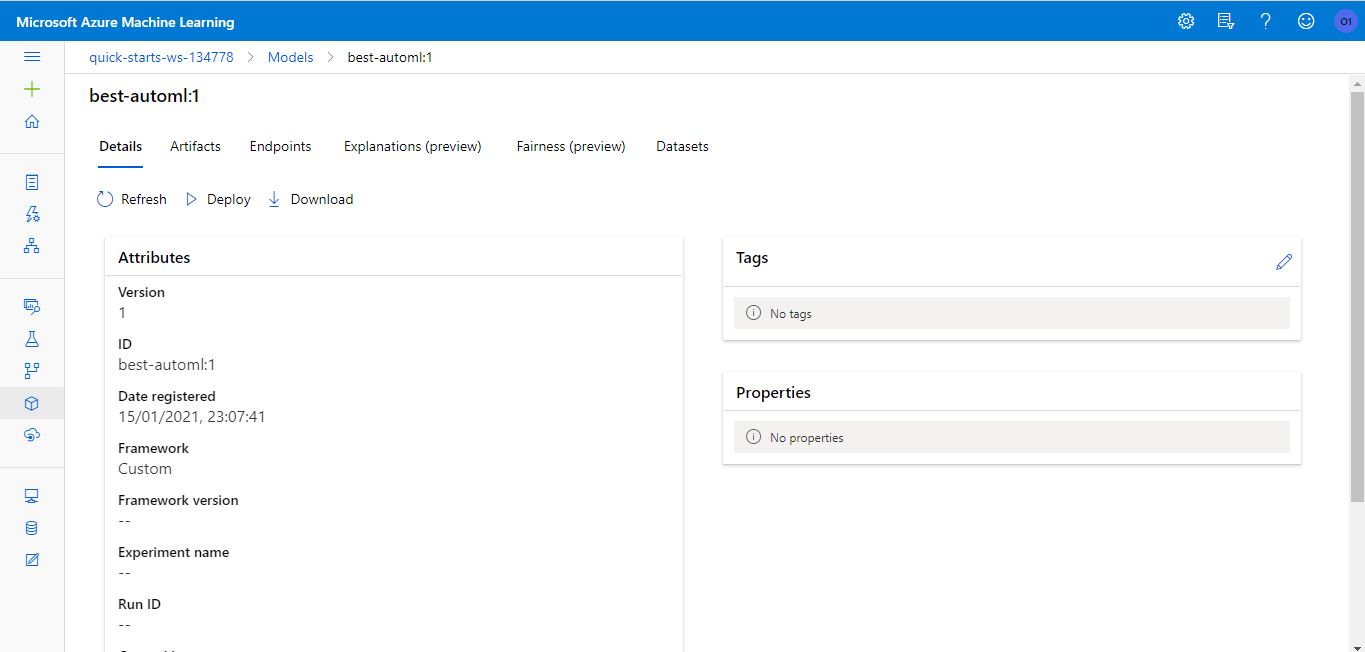 Microsoft Azure Machine Learning
O1
quick-starts-ws-134778 > Models > best-automl:1
best-automl:1
Details Artifacts Endpoints Explanations (preview) Fairness (preview) Datasets
Refresh Deploy Download
Attributes
Version
1
ID
best-automl:1
Date registered
15/01/2021, 23:07:41
Framework
Custom
Framework version
--
Experiment name
--
Run ID
--
Tags
No tags
Properties
No properties